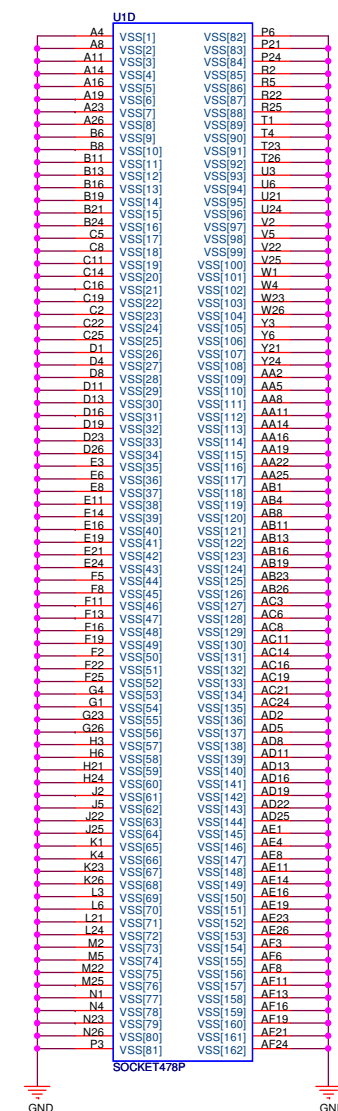 U1D
A4 VSS[1] VSS[82] P6
A8 VSS[2] VSS[83] P21
A11 VSS[3] VSS[84] P24
A14 VSS[4] VSS[85] R2
A16 VSS[5] VSS[86] R5
A19 VSS[6] VSS[87] R22
A23 VSS[7] VSS[88] R25
A26 VSS[8] VSS[89] T1
B6 VSS[9] VSS[90] T4
B8 VSS[10] VSS[91] T23
B11 VSS[11] VSS[92] T26
B13 VSS[12] VSS[93] U3
B16 VSS[13] VSS[94] U6
B19 VSS[14] VSS[95] U21
B21 VSS[15] VSS[96] U24
B24 VSS[16] VSS[97] V2
C5 VSS[17] VSS[98] V5
C8 VSS[18] VSS[99] V22
C11 VSS[19] VSS[100] V25
C14 VSS[20] VSS[101] W1
C16 VSS[21] VSS[102] W4
C19 VSS[22] VSS[103] W23
C2 VSS[23] VSS[104] W26
C22 VSS[24] VSS[105] Y3
C25 VSS[25] VSS[106] Y6
D1 VSS[26] VSS[107] Y21
D4 VSS[27] VSS[108] Y24
D8 VSS[28] VSS[109] AA2
D11 VSS[29] VSS[110] AA5
D13 VSS[30] VSS[111] AA8
D16 VSS[31] VSS[112] AA11
D19 VSS[32] VSS[113] AA14
D23 VSS[33] VSS[114] AA16
D26 VSS[34] VSS[115] AA19
E3 VSS[35] VSS[116] AA22
E6 VSS[36] VSS[117] AA25
E8 VSS[37] VSS[118] AB1
E11 VSS[38] VSS[119] AB4
E14 VSS[39] VSS[120] AB8
E16 VSS[40] VSS[121] AB11
E19 VSS[41] VSS[122] AB13
E21 VSS[42] VSS[123] AB16
E24 VSS[43] VSS[124] AB19
F5 VSS[44] VSS[125] AB23
F8 VSS[45] VSS[126] AB26
F11 VSS[46] VSS[127] AC3
F13 VSS[47] VSS[128] AC6
F16 VSS[48] VSS[129] AC8
F19 VSS[49] VSS[130] AC11
F2 VSS[50] VSS[131] AC14
F22 VSS[51] VSS[132] AC16
F25 VSS[52] VSS[133] AC19
G4 VSS[53] VSS[134] AC21
G1 VSS[54] VSS[135] AC24
G23 VSS[55] VSS[136] AD2
G26 VSS[56] VSS[137] AD5
H3 VSS[57] VSS[138] AD8
H6 VSS[58] VSS[139] AD11
H21 VSS[59] VSS[140] AD13
H24 VSS[60] VSS[141] AD16
J2 VSS[61] VSS[142] AD19
J5 VSS[62] VSS[143] AD22
J22 VSS[63] VSS[144] AD25
J25 VSS[64] VSS[145] AE1
K1 VSS[65] VSS[146] AE4
K4 VSS[66] VSS[147] AE8
K23 VSS[67] VSS[148] AE11
K26 VSS[68] VSS[149] AE14
L3 VSS[69] VSS[150] AE16
L6 VSS[70] VSS[151] AE19
L21 VSS[71] VSS[152] AE23
L24 VSS[72] VSS[153] AE26
M2 VSS[73] VSS[154] AF3
M5 VSS[74] VSS[155] AF6
M22 VSS[75] VSS[156] AF8
M25 VSS[76] VSS[157] AF11
N1 VSS[77] VSS[158] AF13
N4 VSS[78] VSS[159] AF16
N23 VSS[79] VSS[160] AF19
N26 VSS[80] VSS[161] AF21
P3 VSS[81] VSS[162] AF24
SOCKET478P
GND GND